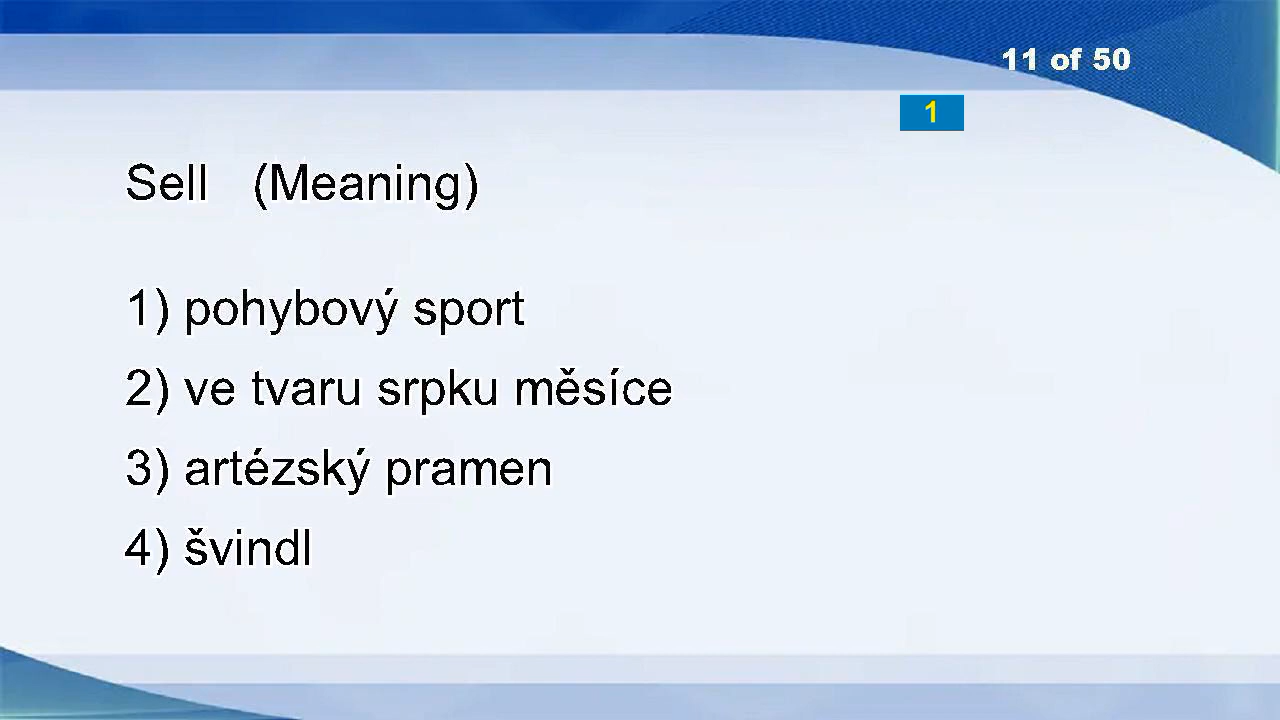 11 of 50
1
Sell (Meaning)
1) pohybový sport
2) ve tvaru srpku měsíce
3) artézský pramen
4) švindl